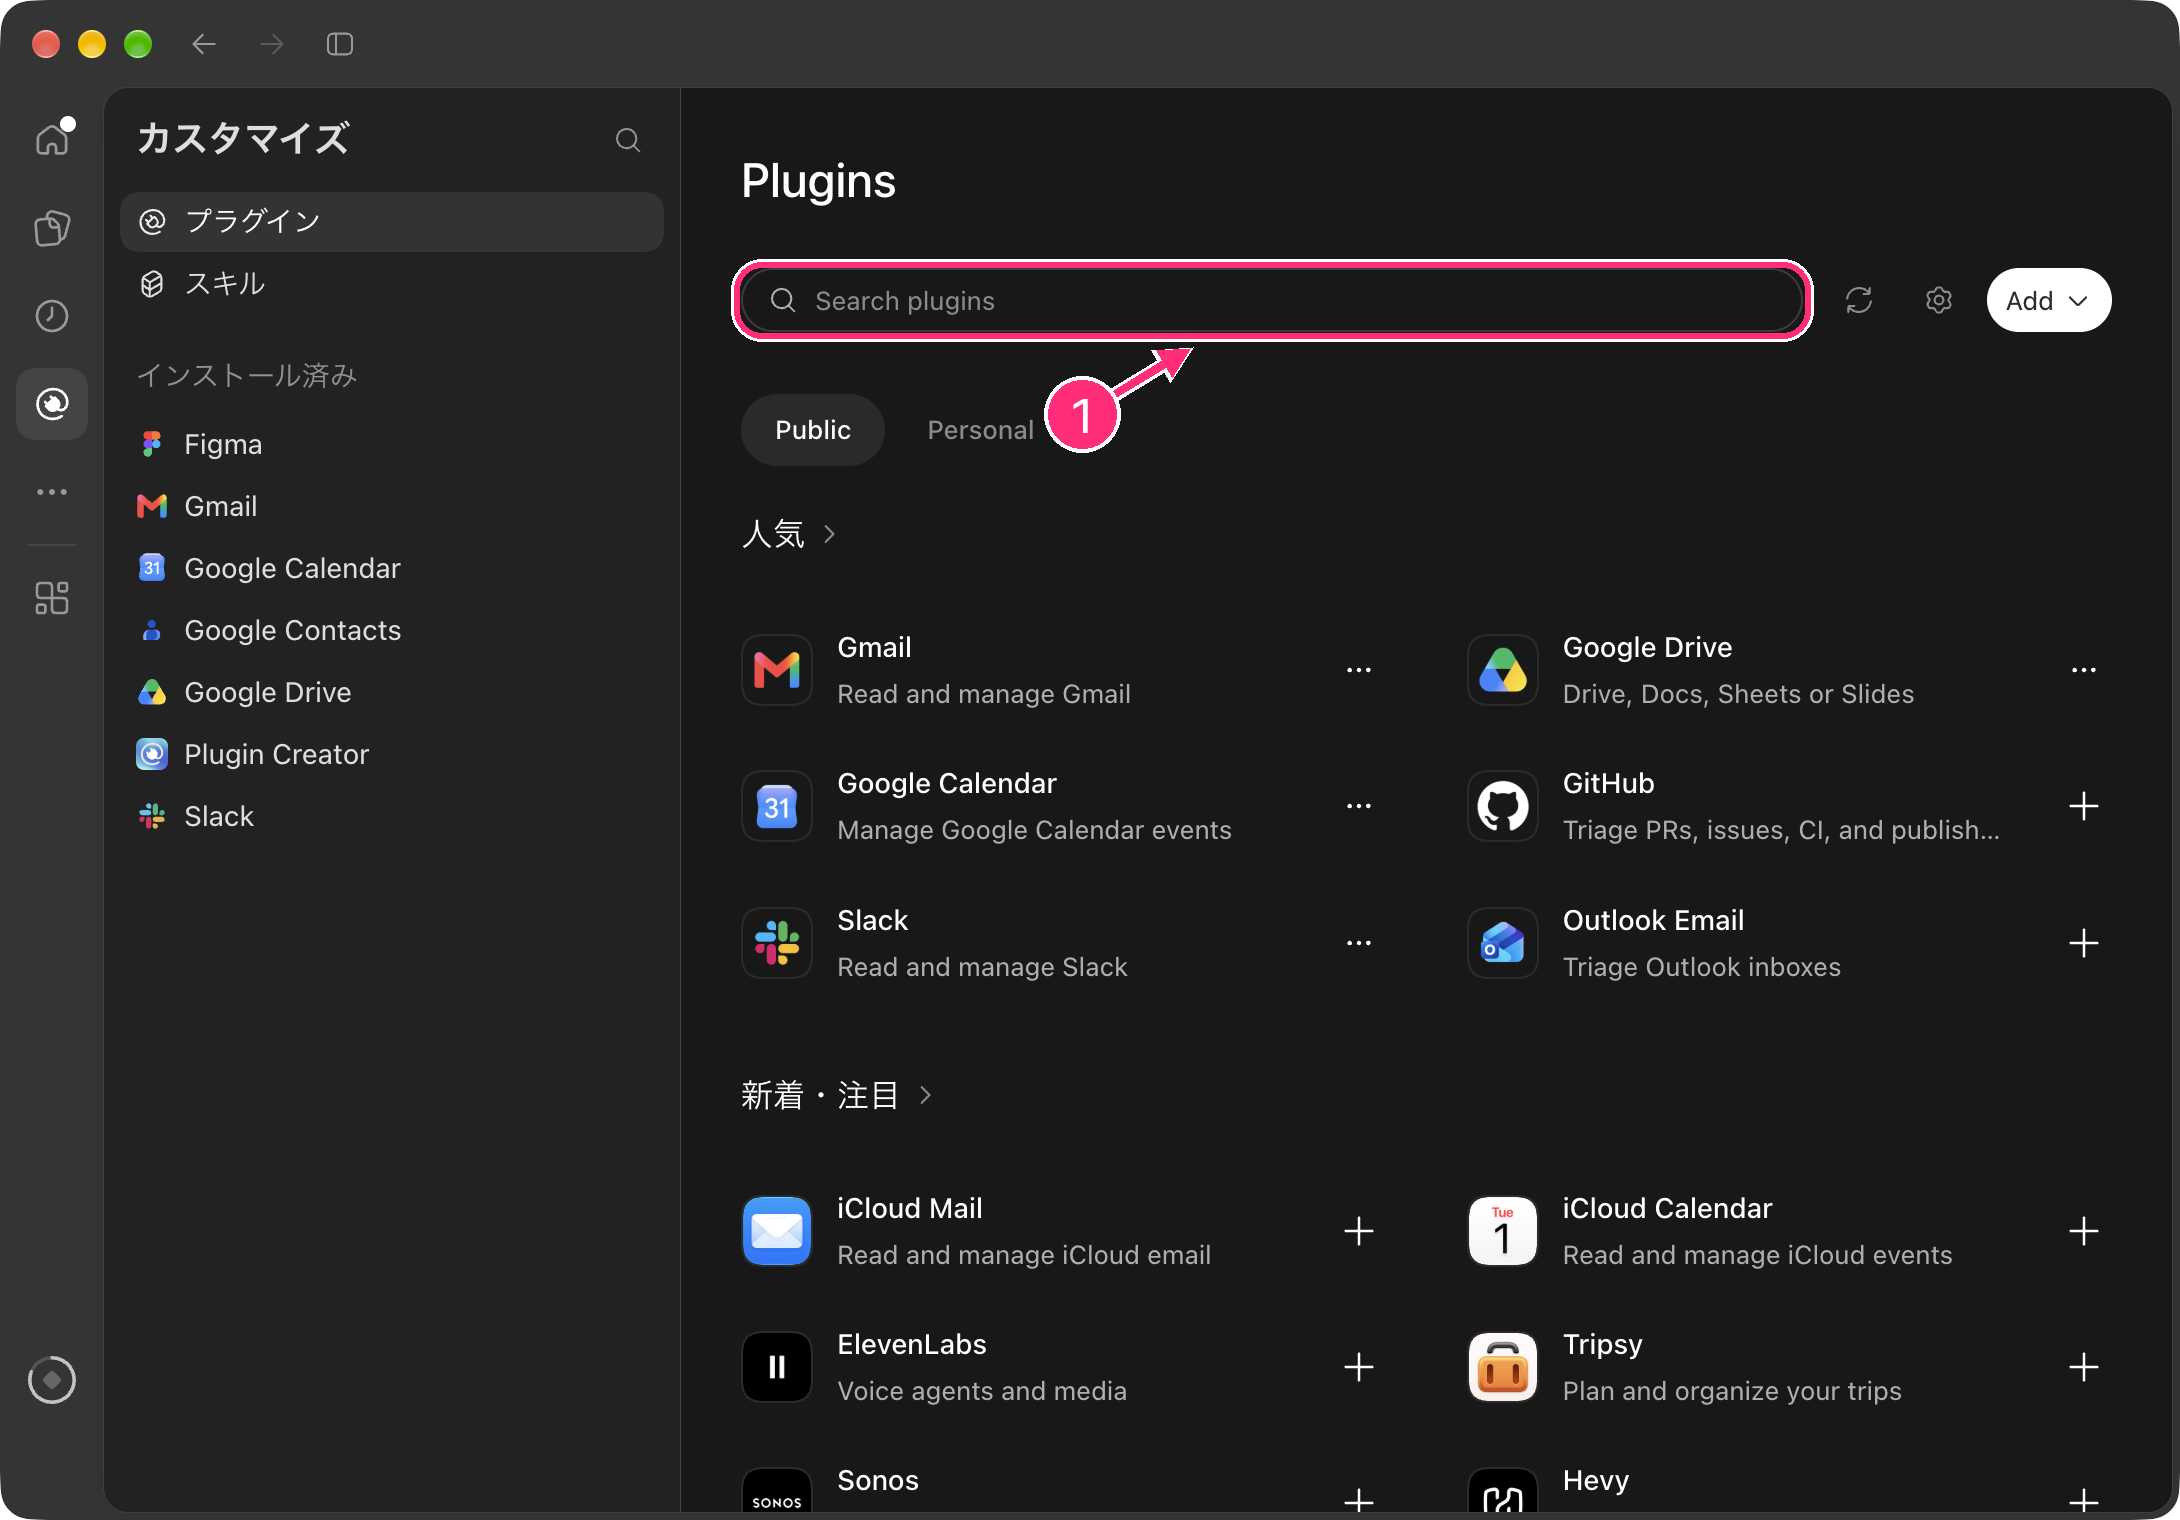 カスタマイズ
プラグイン
スキル
インストール済み
Figma
Gmail
31
Google Calendar
Google Contacts
Google Drive
Plugin Creator
Slack
Plugins
Search plugins
Add
1
Public
Personal
人気
Gmail
Read and manage Gmail
Google Drive
Drive, Docs, Sheets or Slides
31
Google Calendar
Manage Google Calendar events
GitHub
Triage PRs, issues, CI, and publish...
Slack
Read and manage Slack
Outlook Email
Triage Outlook inboxes
新着・注目
iCloud Mail
Read and manage iCloud email
Tue
1
iCloud Calendar
Read and manage iCloud events
ElevenLabs
Voice agents and media
Tripsy
Plan and organize your trips
SONOS
Sonos
Hevy